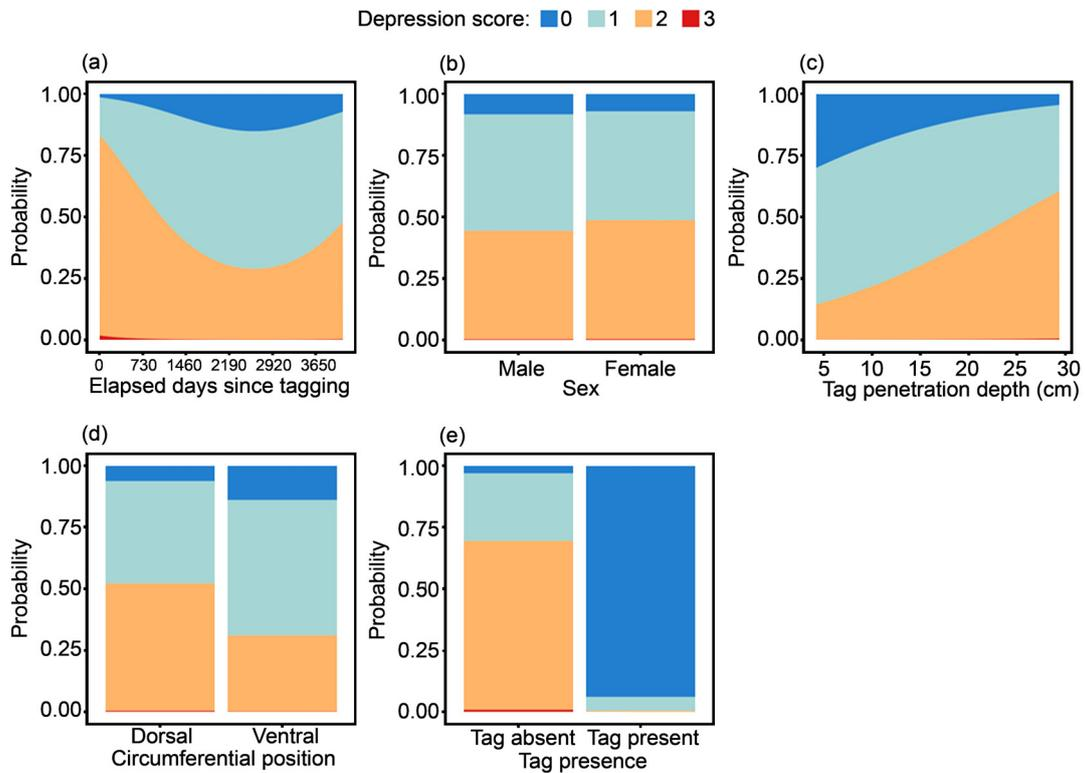 Depression score: 0 1 2 3
(a)
1.00
0.75
0.50
0.25
0.00
Probability
0 730 1460 2190 2920 3650
Elapsed days since tagging
(b)
1.00
0.75
0.50
0.25
0.00
Probability
Male Female
Sex
(c)
1.00
0.75
0.50
0.25
0.00
Probability
5 10 15 20 25 30
Tag penetration depth (cm)
(d)
1.00
0.75
0.50
0.25
0.00
Probability
Dorsal Ventral
Circumferential position
(e)
1.00
0.75
0.50
0.25
0.00
Probability
Tag absent Tag present
Tag presence